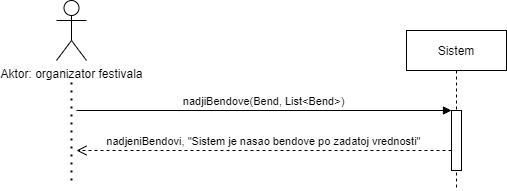 Aktor: organizator festivala
Sistem
nadjiBendove(Bend, List<Bend>)
nadjeniBendovi, "Sistem je nasao bendove po zadatoj vrednosti"